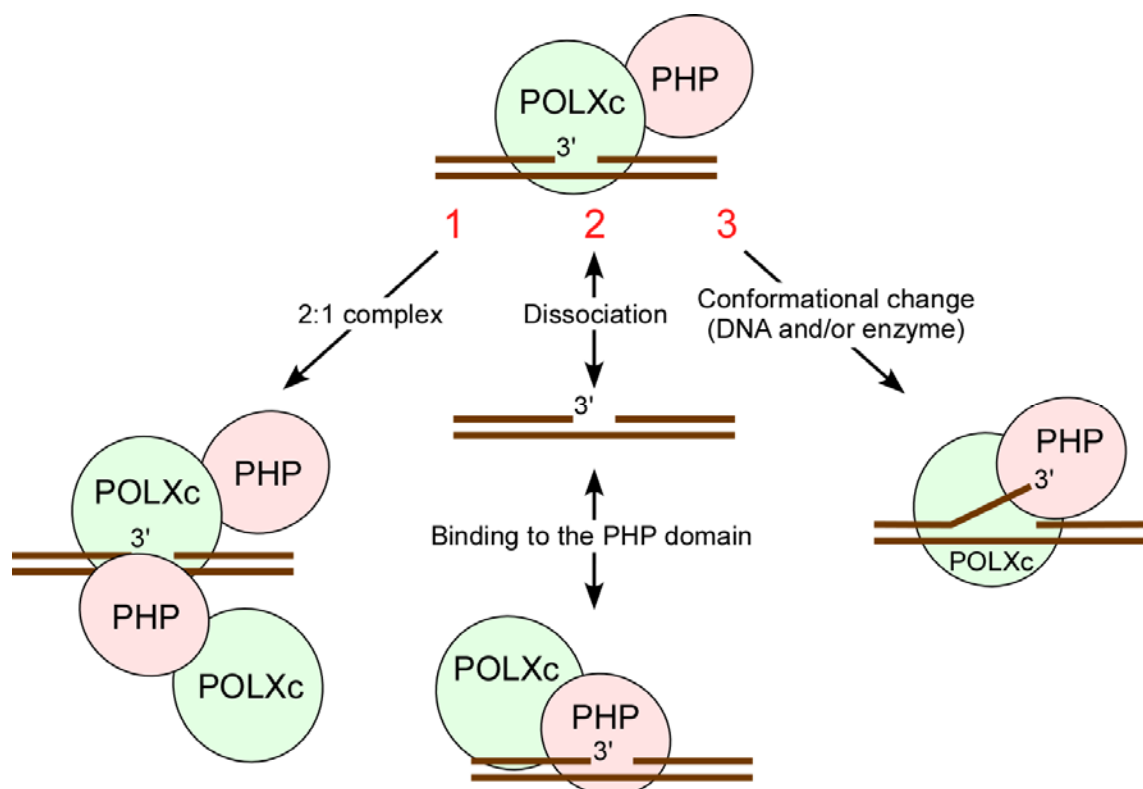 POLXc
PHP
3'
1
2
3
2:1 complex
Dissociation
Conformational change
(DNA and/or enzyme)
3'
POLXc
PHP
3'
PHP
POLXc
Binding to the PHP domain
POLXc
PHP
3'
PHP
3'
POLXc